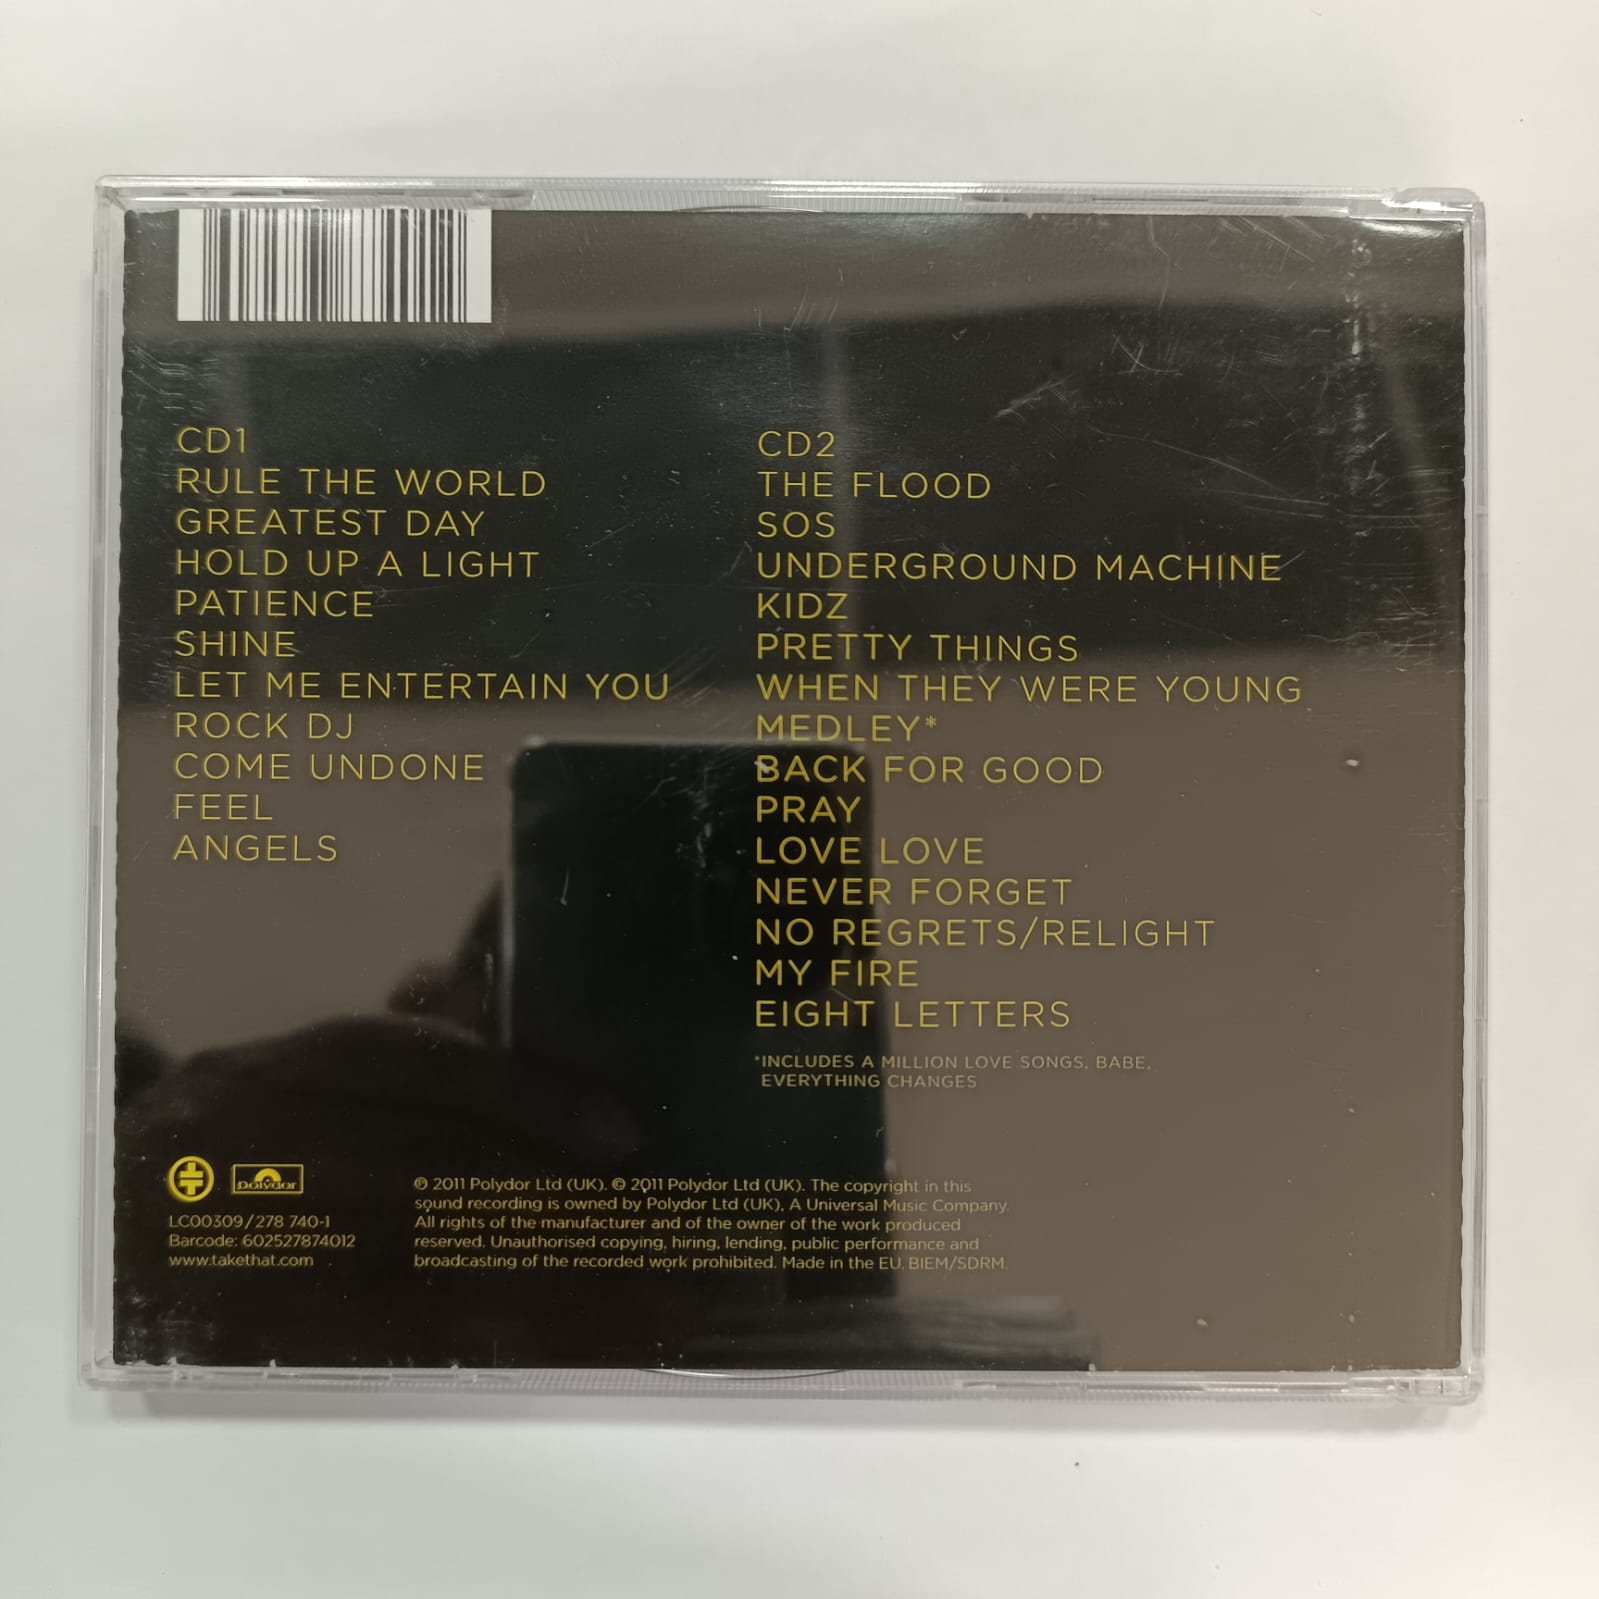 CD1
RULE THE WORLD
GREATEST DAY
HOLD UP A LIGHT
PATIENCE
SHINE
LET ME ENTERTAIN YOU
ROCK DJ
COME UNDONE
FEEL
ANGELS
CD2
THE FLOOD
SOS
UNDERGROUND MACHINE
KIDZ
PRETTY THINGS
WHEN THEY WERE YOUNG
MEDLEY*
BACK FOR GOOD
PRAY
LOVE LOVE
NEVER FORGET
NO REGRETS/RELIGHT
MY FIRE
EIGHT LETTERS
*INCLUDES A MILLION LOVE SONGS, BABE,
EVERYTHING CHANGES
polydor
LC00309/278 740-1
Barcode: 602527874012
www.takethat.com
℗ 2011 Polydor Ltd (UK). © 2011 Polydor Ltd (UK). The copyright in this
sound recording is owned by Polydor Ltd (UK), A Universal Music Company.
All rights of the manufacturer and of the owner of the work produced
reserved. Unauthorised copying, hiring, lending, public performance and
broadcasting of the recorded work prohibited. Made in the EU. BIEM/SDRM.